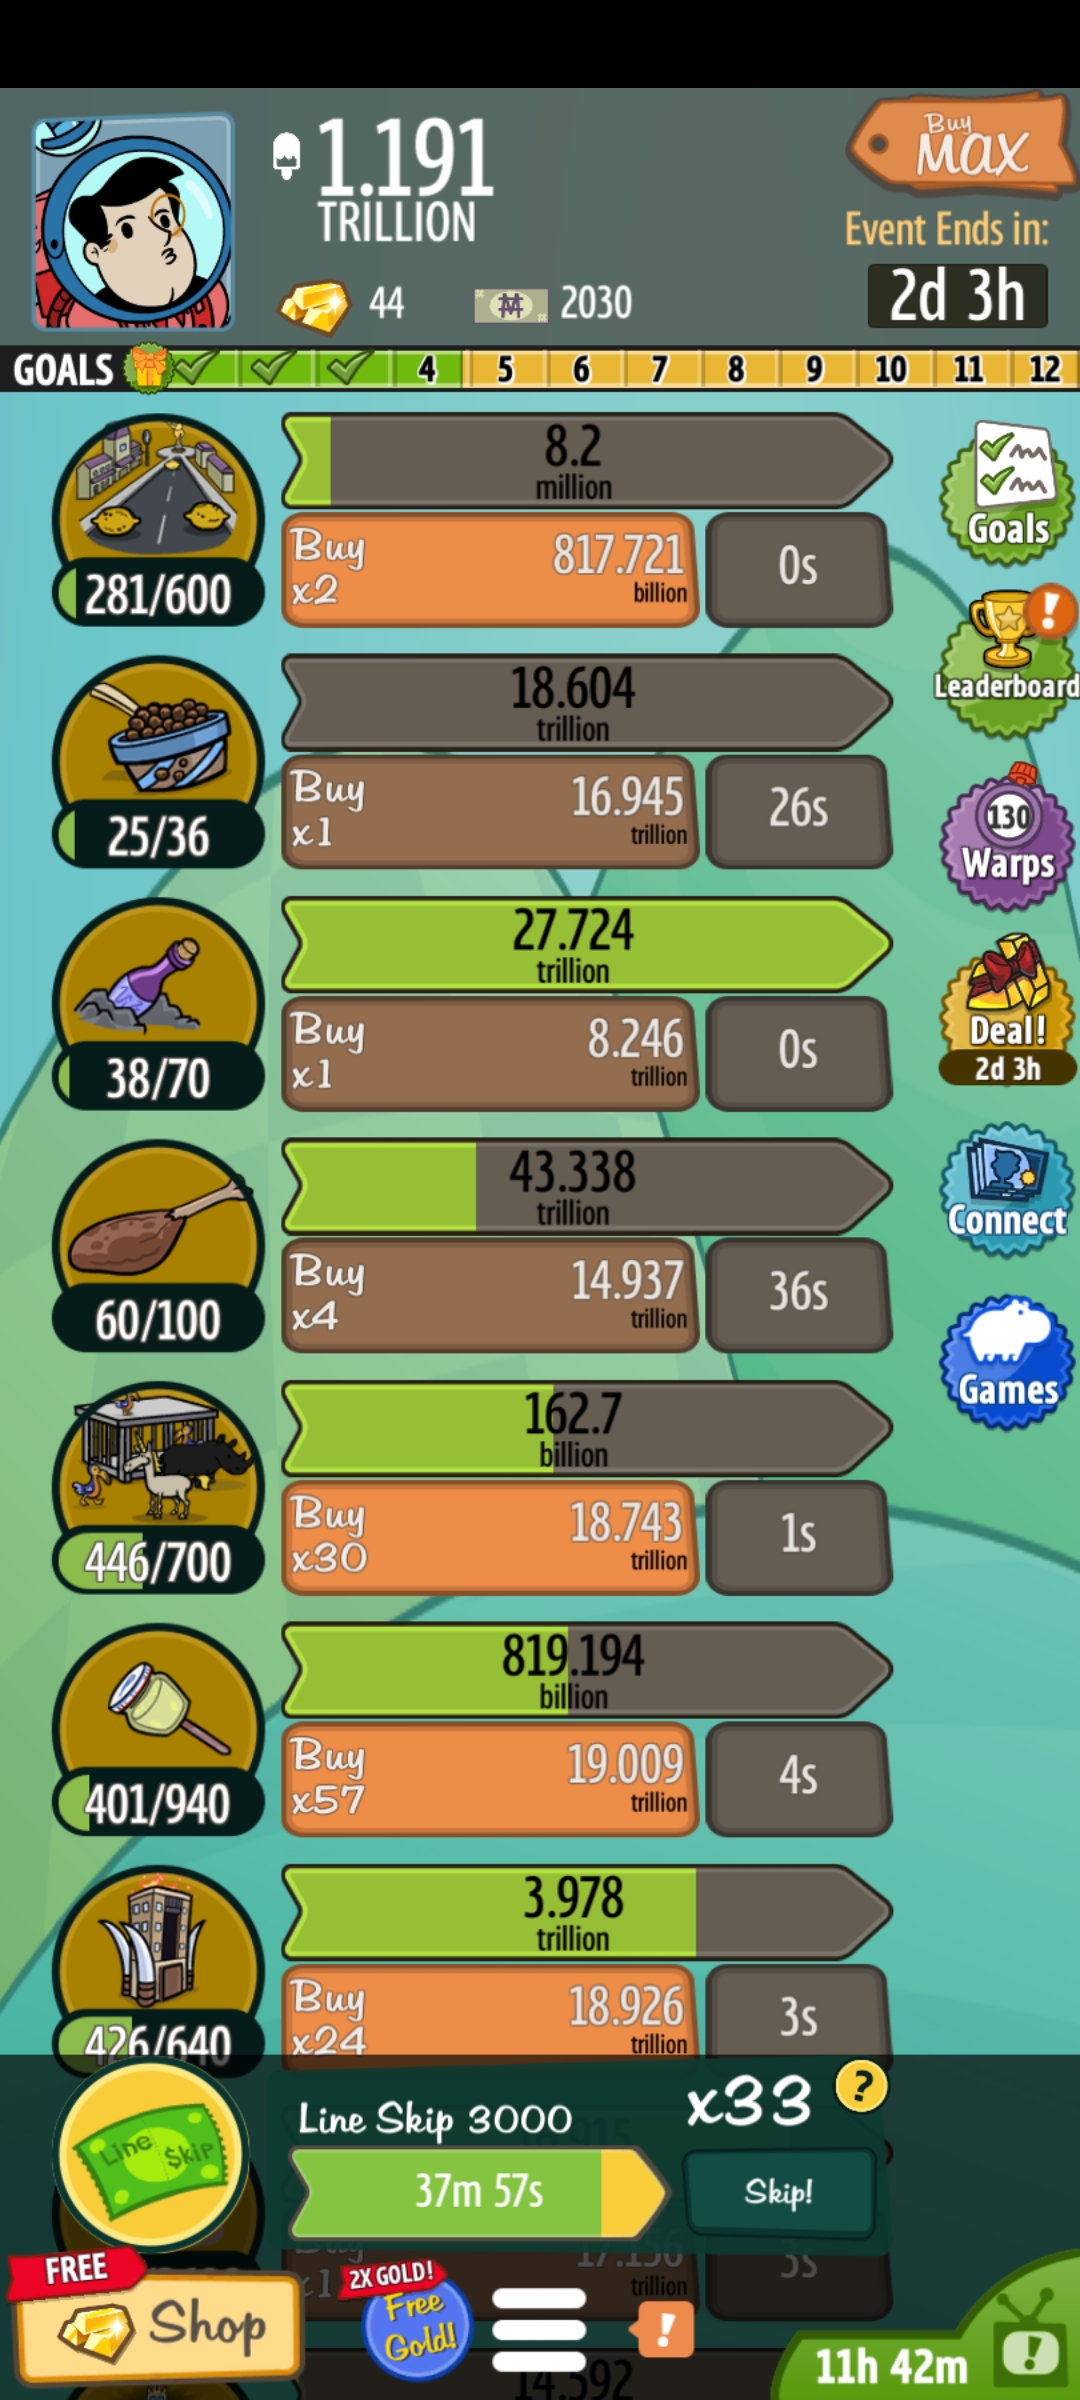 1.191
TRILLION
Buy
MAX
Event Ends in:
2d 3h
44
2030
GOALS 4 5 6 7 8 9 10 11 12
8.2
million
Buy
x2
817.721
billion
0s
281/600
Goals
Leaderboard
18.604
trillion
Buy
x1
16.945
trillion
26s
25/36
130
Warps
27.724
trillion
Buy
x1
8.246
trillion
0s
38/70
Deal!
2d 3h
43.338
trillion
Buy
x4
14.937
trillion
36s
60/100
Connect
Games
162.7
billion
Buy
x30
18.743
trillion
1s
446/700
819.194
billion
Buy
x57
19.009
trillion
4s
401/940
3.978
trillion
Buy
x24
18.926
trillion
3s
426/640
Line Skip
Line Skip 3000
x33
?
37m 57s
Skip!
FREE
Shop
2X GOLD!
Free
Gold!
!
17.156
trillion
3s
14.592
11h 42m
!